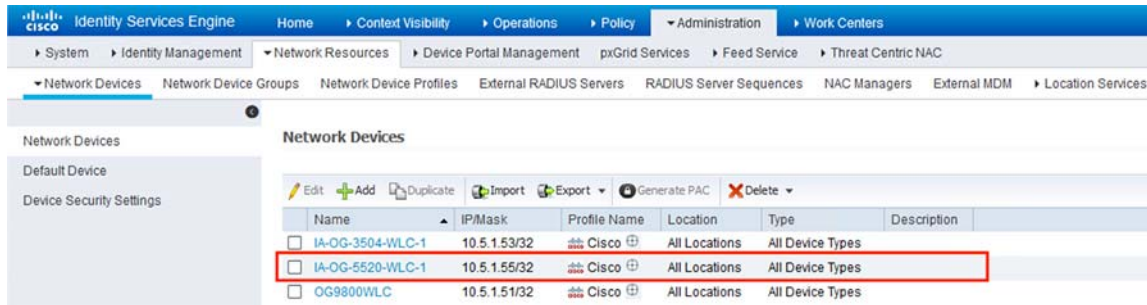 CISCO Identity Services Engine Home Context Visibility Operations Policy Administration Work Centers
System Identity Management Network Resources Device Portal Management pxGrid Services Feed Service Threat Centric NAC
Network Devices Network Device Groups Network Device Profiles External RADIUS Servers RADIUS Server Sequences NAC Managers External MDM Location Services
Network Devices
Default Device
Device Security Settings
Network Devices
Edit Add Duplicate Import Export Generate PAC Delete
Name IP/Mask Profile Name Location Type Description
IA-OG-3504-WLC-1 10.5.1.53/32 Cisco All Locations All Device Types
IA-OG-5520-WLC-1 10.5.1.55/32 Cisco All Locations All Device Types
OG9800WLC 10.5.1.51/32 Cisco All Locations All Device Types